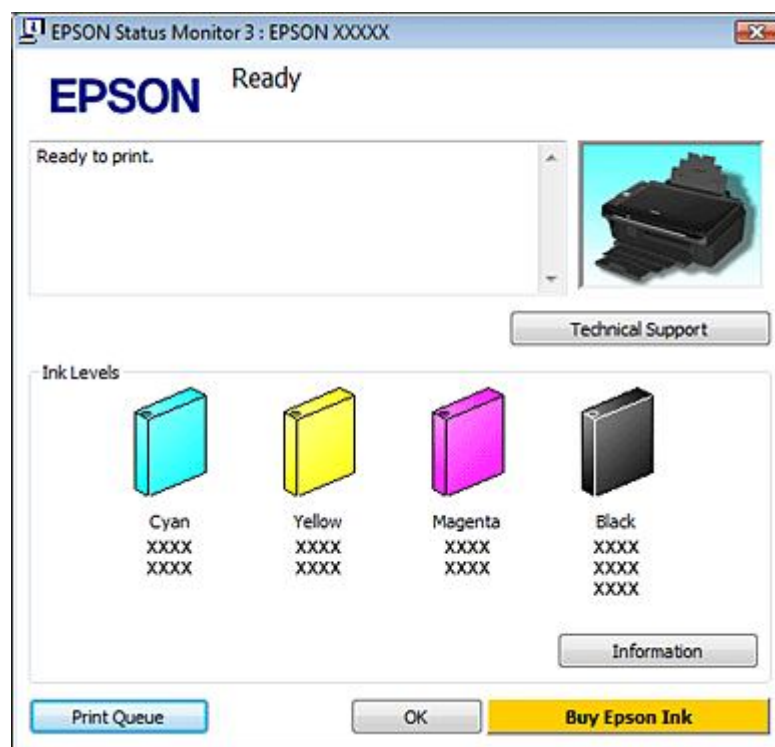 EPSON Status Monitor 3 : EPSON XXXXX
EPSON
Ready
Ready to print.
Technical Support
Ink Levels
Cyan Yellow Magenta Black
XXXX XXXX XXXX XXXX
XXXX XXXX XXXX XXXX
XXXX
Information
Print Queue OK Buy Epson Ink